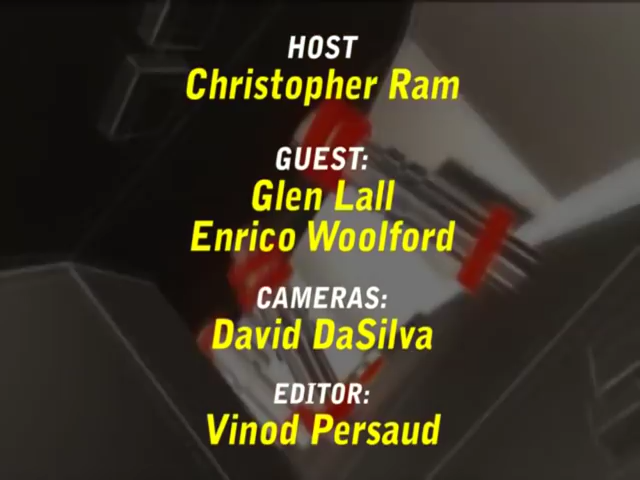 HOST
Christopher Ram
GUEST:
Glen Lall
Enrico Woolford
CAMERAS:
David DaSilva
EDITOR:
Vinod Persaud